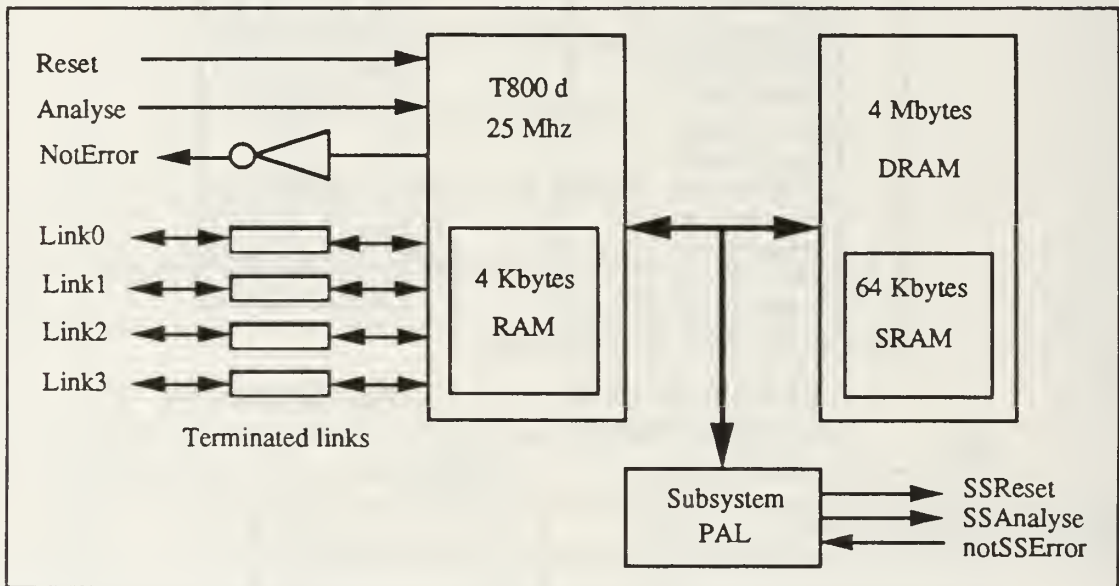 Reset
Analyse
NotError
Link0
Link1
Link2
Link3
Terminated links
T800 d
25 Mhz
4 Kbytes
RAM
4 Mbytes
DRAM
64 Kbytes
SRAM
Subsystem
PAL
SSReset
SSAnalyse
notSSError